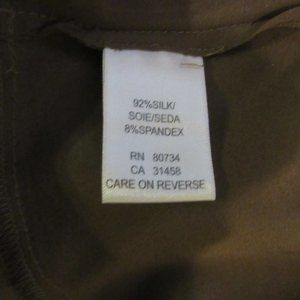 92%SILK/
SOIE/SEDA
8%SPANDEX
RN 80734
CA 31458
CARE ON REVERSE